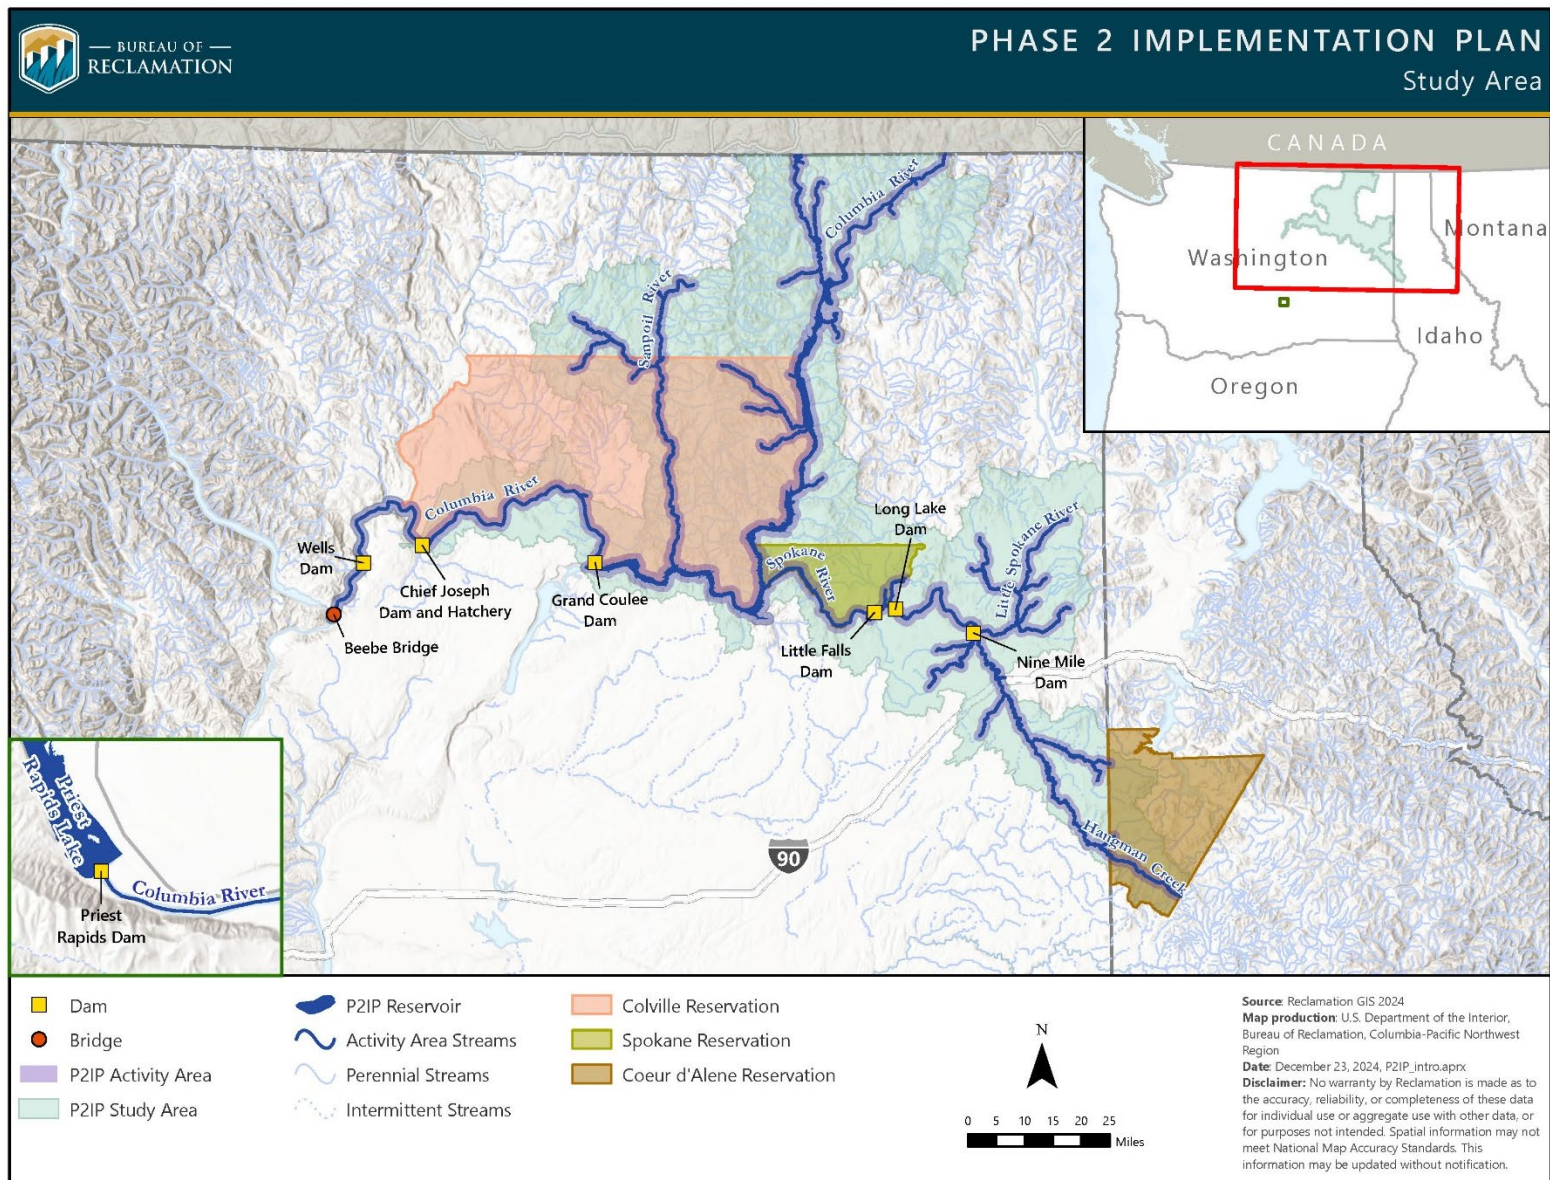 BUREAU OF
RECLAMATION
PHASE 2 IMPLEMENTATION PLAN
Study Area
CANADA
Washington
Montana
Idaho
Oregon
Columbia River
Sanpoil River
Columbia River
Wells
Dam
Chief Joseph
Dam and Hatchery
Beebe Bridge
Grand Coulee
Dam
Spokane
River
Long Lake
Dam
Little Falls
Dam
Little Spokane River
Nine Mile
Dam
Hangman Creek
90
Priest
Rapids Lake
Columbia River
Priest
Rapids Dam
Dam
Bridge
P2IP Activity Area
P2IP Study Area
P2IP Reservoir
Activity Area Streams
Perennial Streams
Intermittent Streams
Colville Reservation
Spokane Reservation
Coeur d'Alene Reservation
N
0 5 10 15 20 25
Miles
Source: Reclamation GIS 2024
Map production: U.S. Department of the Interior,
Bureau of Reclamation, Columbia-Pacific Northwest
Region
Date: December 23, 2024, P2IP_intro.aprx
Disclaimer: No warranty by Reclamation is made as to
the accuracy, reliability, or completeness of these data
for individual use or aggregate use with other data, or
for purposes not intended. Spatial information may not
meet National Map Accuracy Standards. This
information may be updated without notification.